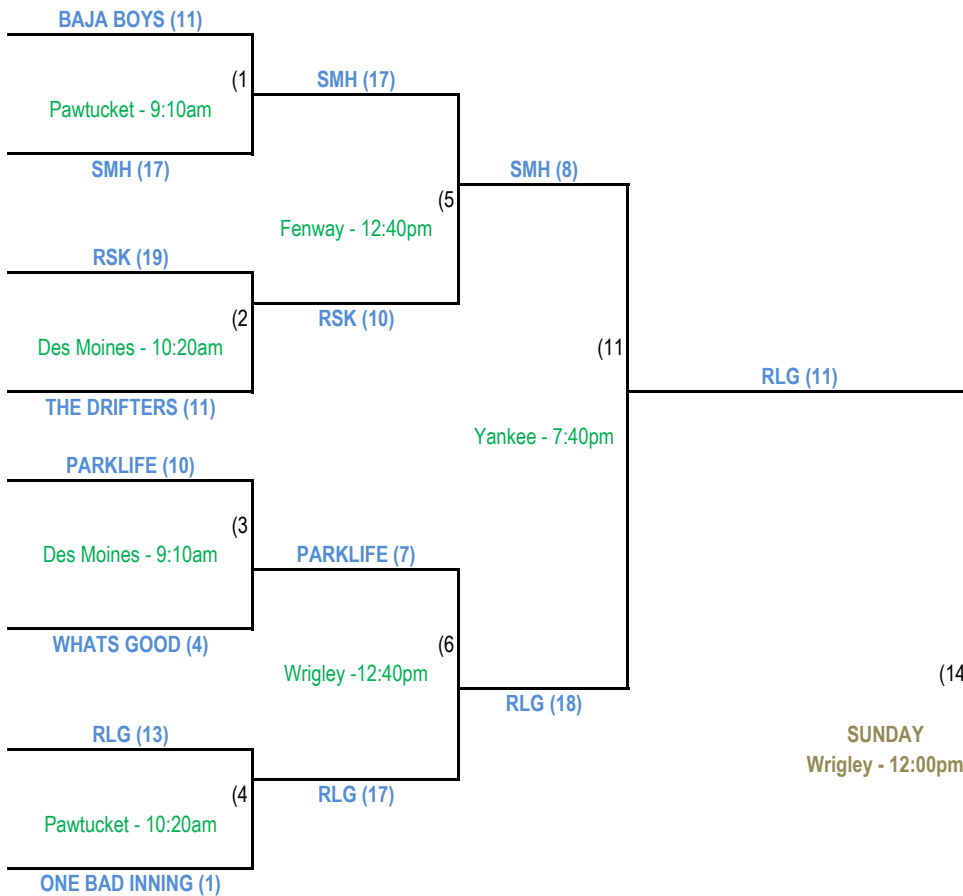 BAJA BOYS (11)
(1
SMH (17)
Pawtucket - 9:10am
SMH (17)
SMH (8)
(5
Fenway - 12:40pm
RSK (19)
(2
RSK (10)
Des Moines - 10:20am
(11
RLG (11)
THE DRIFTERS (11)
Yankee - 7:40pm
PARKLIFE (10)
(3
Des Moines - 9:10am
PARKLIFE (7)
WHATS GOOD (4)
(6
Wrigley -12:40pm
(14
RLG (18)
RLG (13)
SUNDAY
Wrigley - 12:00pm
(4
RLG (17)
Pawtucket - 10:20am
ONE BAD INNING (1)